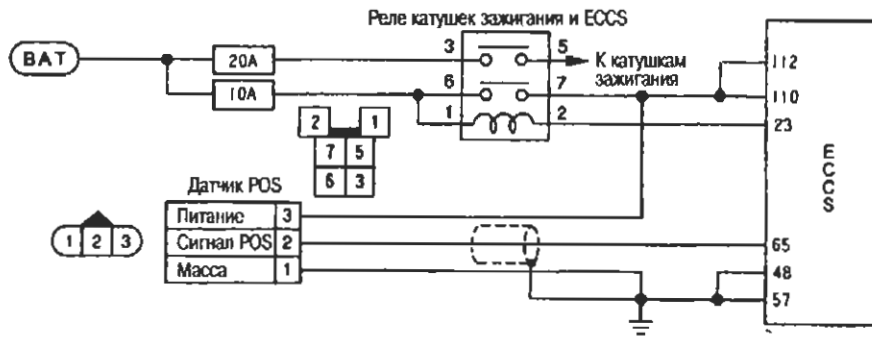 Реле катушек зажигания и ECCS
BAT
20A
3
5
К катушкам
зажигания
112
10A
6
7
110
1
2
23
2
1
7
5
6
3
ECCS
Датчик POS
1
2
3
Питание
3
Сигнал POS
2
65
Масса
1
48
57